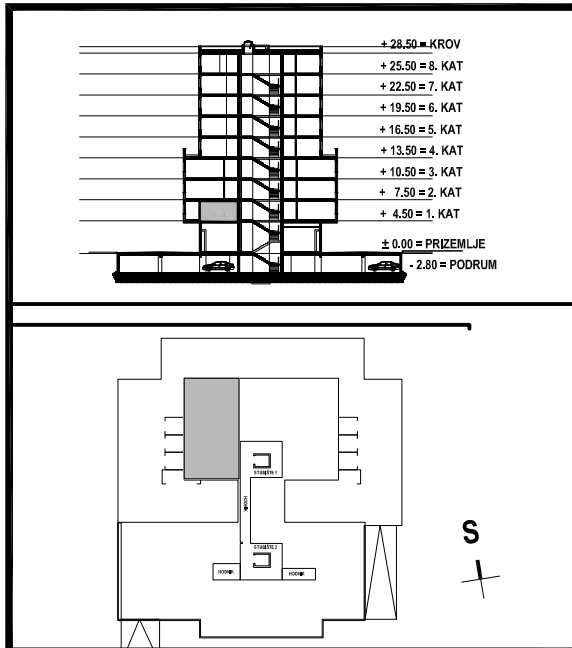 + 28.50 = KROV
+ 25.50 = 8. KAT
+ 22.50 = 7. KAT
+ 19.50 = 6. KAT
+ 16.50 = 5. KAT
+ 13.50 = 4. KAT
+ 10.50 = 3. KAT
+ 7.50 = 2. KAT
+ 4.50 = 1. KAT
± 0.00 = PRIZEMLJE
- 2.80 = PODRUM
STUBIŠTE 1
HODNIK
STUBIŠTE 2
HODNIK
HODNIK
S